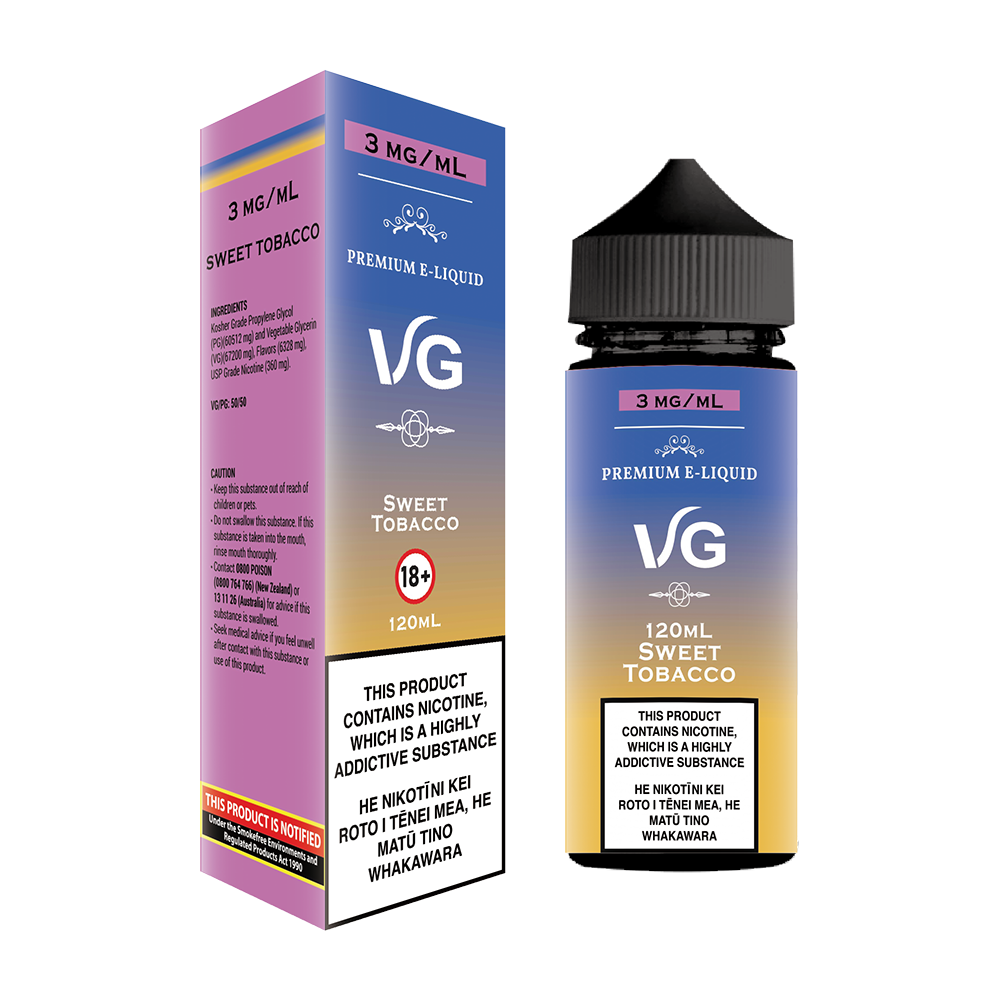 3 MG/ML
SWEET TOBACCO
INGREDIENTS
Kosher Grade Propylene Glycol
(PG)(60512 mg) and Vegetable Glycerin
(VG)(67200 mg), Flavors (6328 mg),
USP Grade Nicotine (360 mg).
VG/PG: 50/50
CAUTION
• Keep this substance out of reach of
children or pets.
• Do not swallow this substance. If this
substance is taken into the mouth,
rinse mouth thoroughly.
• Contact 0800 POISON
(0800 764 766) (New Zealand) or
13 11 26 (Australia) for advice if this
substance is swallowed.
• Seek medical advice if you feel unwell
after contact with this substance or
use of this product.
THIS PRODUCT IS NOTIFIED
Under the Smokefree Environments and
Regulated Products Act 1990
3 MG/ML
PREMIUM E-LIQUID
VG
SWEET
TOBACCO
18+
120ML
THIS PRODUCT
CONTAINS NICOTINE,
WHICH IS A HIGHLY
ADDICTIVE SUBSTANCE
HE NIKOTĪNI KEI
ROTO I TĒNEI MEA, HE
MATŪ TINO
WHAKAWARA
3 MG/ML
PREMIUM E-LIQUID
VG
120ML
SWEET
TOBACCO
THIS PRODUCT
CONTAINS NICOTINE,
WHICH IS A HIGHLY
ADDICTIVE SUBSTANCE
HE NIKOTĪNI KEI
ROTO I TĒNEI MEA, HE
MATŪ TINO
WHAKAWARA